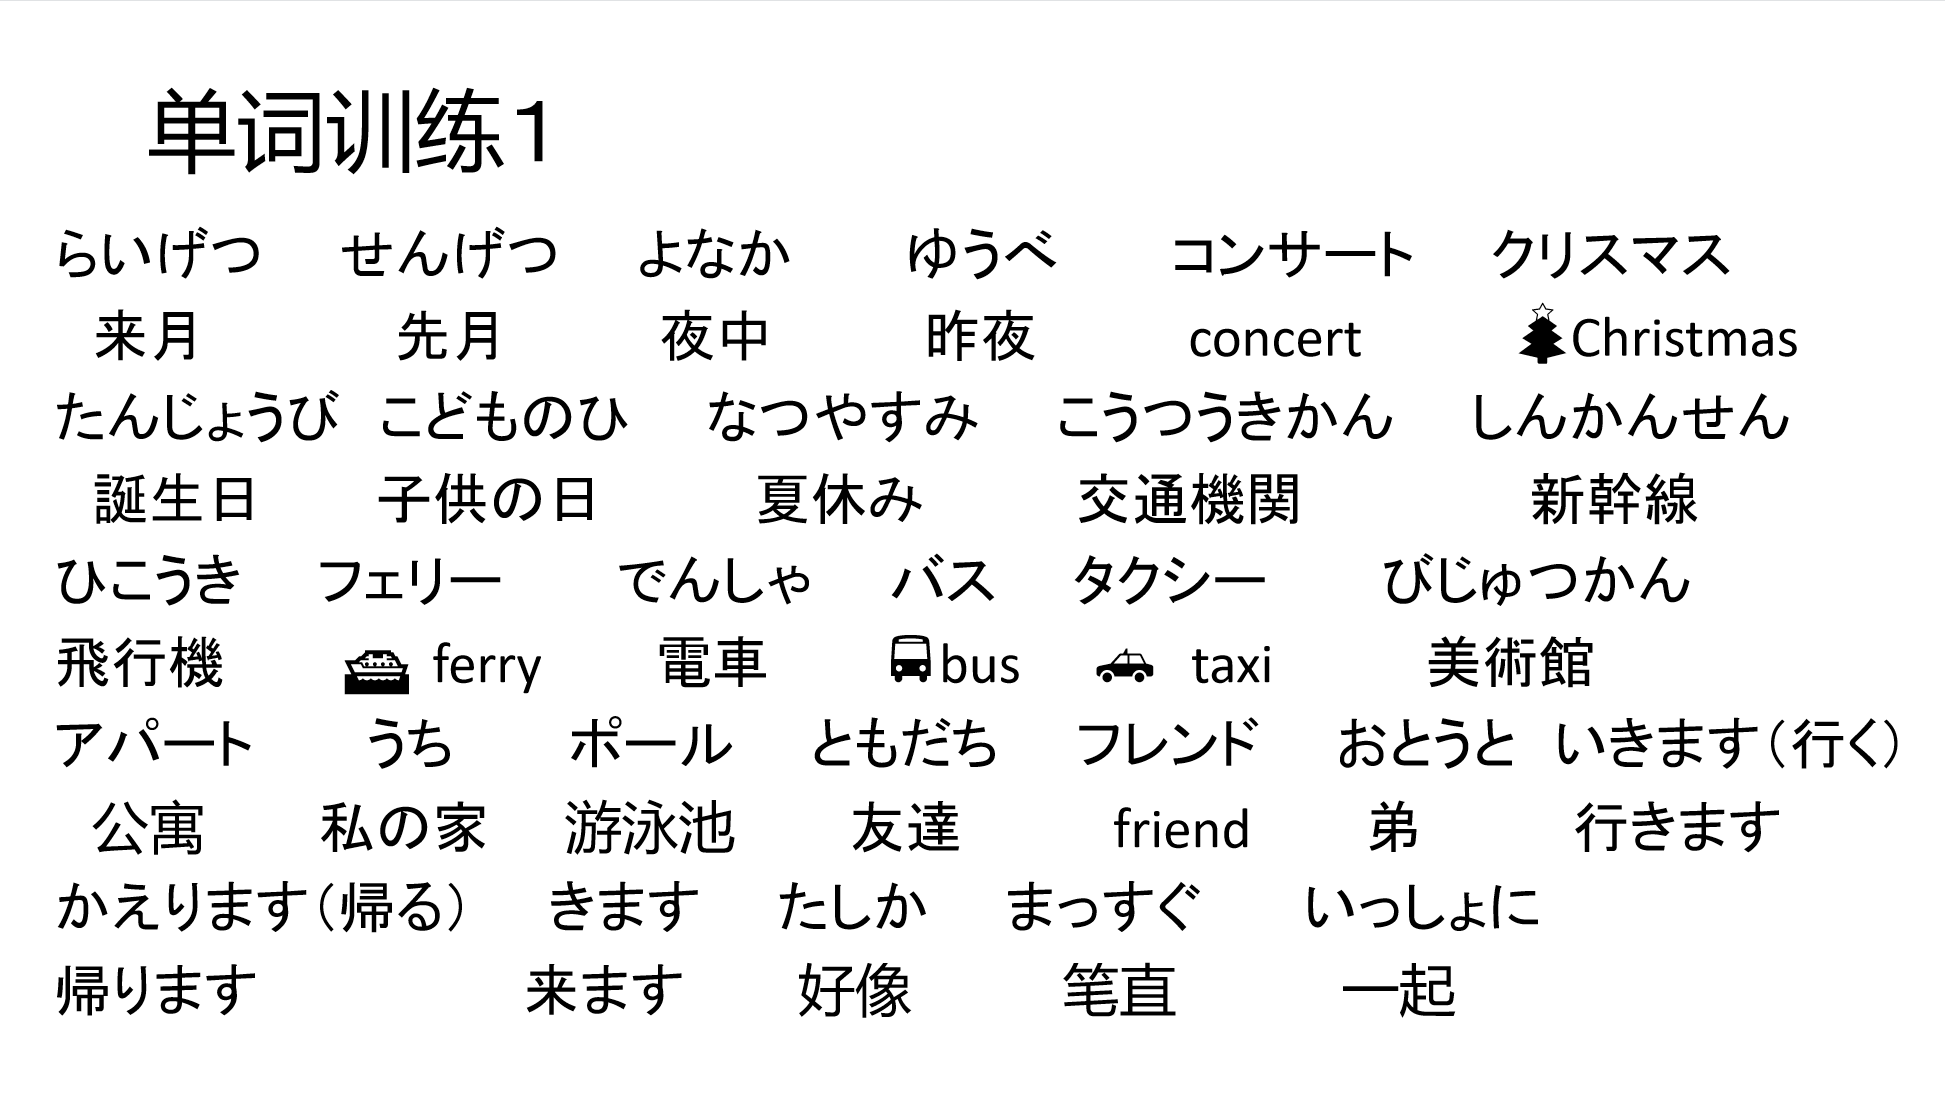 单词训练1
らいげつ せんげつ よなか ゆうべ コンサート クリスマス
来月 先月 夜中 昨夜 concert Christmas
たんじょうび こどものひ なつやすみ こうつうきかん しんかんせん
誕生日 子供の日 夏休み 交通機関 新幹線
ひこうき フェリー でんしゃ バス タクシー びじゅつかん
飛行機 ferry 電車 bus taxi 美術館
アパート うち ポール ともだち フレンド おとうと いきます（行く）
公寓 私の家 游泳池 友達 friend 弟 行きます
かえります（帰る） きます たしか まっすぐ いっしょに
帰ります 来ます 好像 笔直 一起